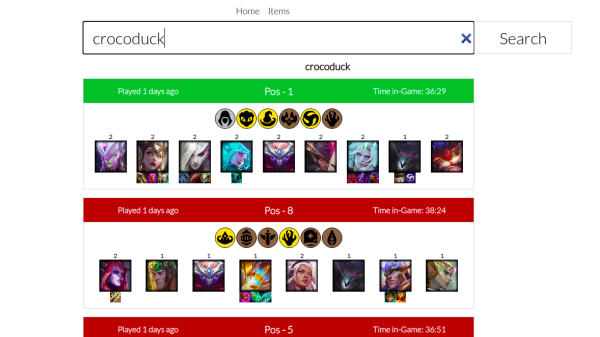 Home Items
crocoduck Search
crocoduck
Played 1 days ago Pos - 1 Time in-Game: 36:29
2 2 2 2 2 2 2 1 2
Played 1 days ago Pos - 8 Time in-Game: 38:24
2 1 1 1 2 1 1 1
Played 1 days ago Pos - 5 Time in-Game: 36:51